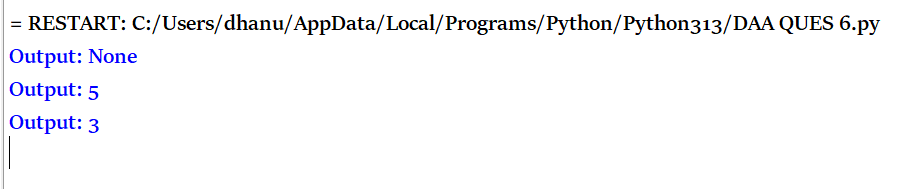 = RESTART: C:/Users/dhanu/AppData/Local/Programs/Python/Python313/DAA QUES 6.py
Output: None
Output: 5
Output: 3